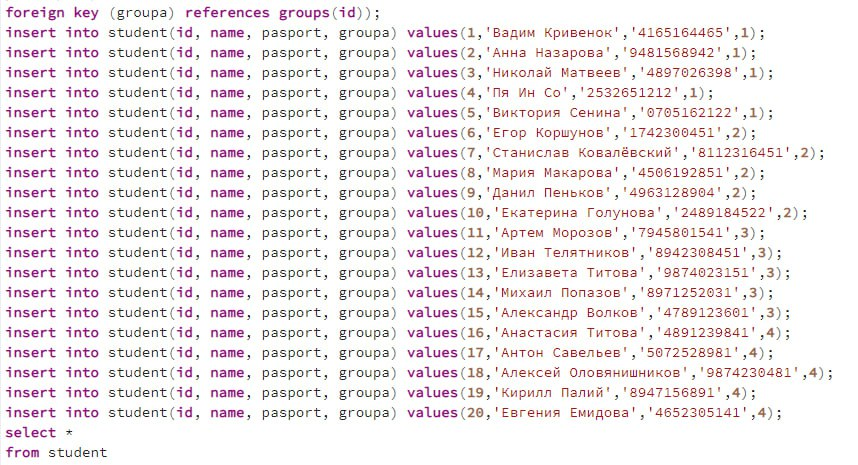 foreign key (groupa) references groups(id));
insert into student(id, name, pasport, groupa) values(1,'Вадим Кривенок','4165164465',1);
insert into student(id, name, pasport, groupa) values(2,'Анна Назарова','9481568942',1);
insert into student(id, name, pasport, groupa) values(3,'Николай Матвеев','4897026398',1);
insert into student(id, name, pasport, groupa) values(4,'Пя Ин Со','2532651212',1);
insert into student(id, name, pasport, groupa) values(5,'Виктория Сенина','0705162122',1);
insert into student(id, name, pasport, groupa) values(6,'Егор Коршунов','1742300451',2);
insert into student(id, name, pasport, groupa) values(7,'Станислав Ковалёвский','8112316451',2);
insert into student(id, name, pasport, groupa) values(8,'Мария Макарова','4506192851',2);
insert into student(id, name, pasport, groupa) values(9,'Данил Пеньков','4963128904',2);
insert into student(id, name, pasport, groupa) values(10,'Екатерина Голунова','2489184522',2);
insert into student(id, name, pasport, groupa) values(11,'Артем Морозов','7945801541',3);
insert into student(id, name, pasport, groupa) values(12,'Иван Телятников','8942308451',3);
insert into student(id, name, pasport, groupa) values(13,'Елизавета Титова','9874023151',3);
insert into student(id, name, pasport, groupa) values(14,'Михаил Попазов','8971252031',3);
insert into student(id, name, pasport, groupa) values(15,'Александр Волков','4789123601',3);
insert into student(id, name, pasport, groupa) values(16,'Анастасия Титова','4891239841',4);
insert into student(id, name, pasport, groupa) values(17,'Антон Савельев','5072528981',4);
insert into student(id, name, pasport, groupa) values(18,'Алексей Оловянишников','9874230481',4);
insert into student(id, name, pasport, groupa) values(19,'Кирилл Палий','8947156891',4);
insert into student(id, name, pasport, groupa) values(20,'Евгения Емидова','4652305141',4);
select *
from student